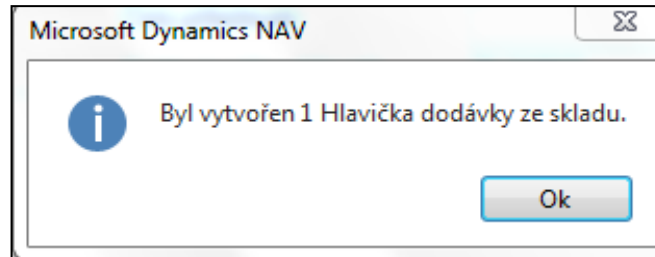 Microsoft Dynamics NAV
Byl vytvořen 1 Hlavička dodávky ze skladu.
Ok